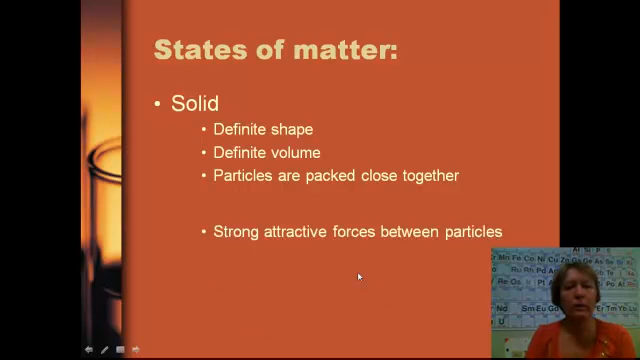 States of matter:
• Solid
• Definite shape
• Definite volume
• Particles are packed close together
• Strong attractive forces between particles